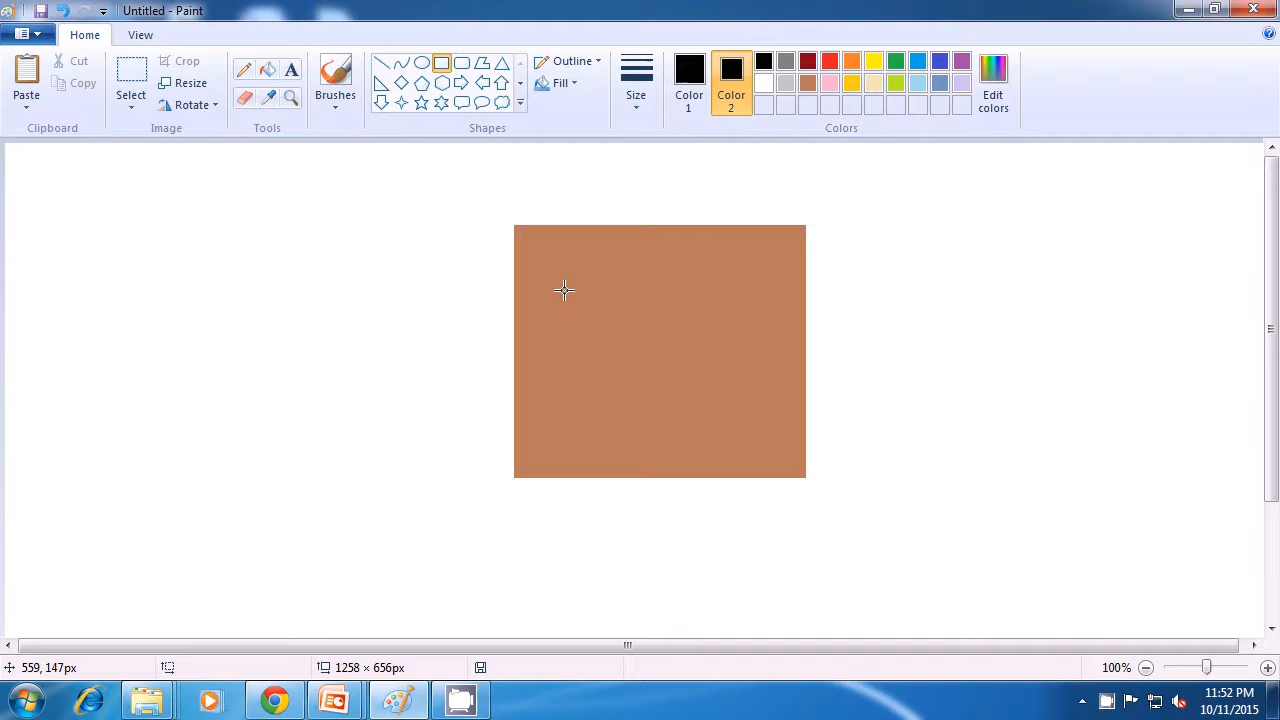 Untitled - Paint
Home View
Paste
Cut
Copy
Clipboard
Select
Crop
Resize
Rotate
Image
A
Tools
Brushes
Shapes
Outline
Fill
Size
Color 1
Color 2
Edit colors
Colors
559, 147px
1258 × 656px
100%
11:52 PM
10/11/2015